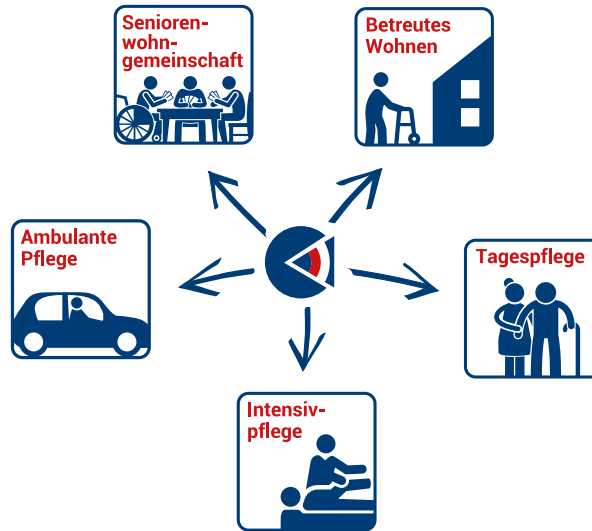 Senioren-
wohn-
gemeinschaft
Betreutes
Wohnen
Ambulante
Pflege
Tagespflege
Intensiv-
pflege